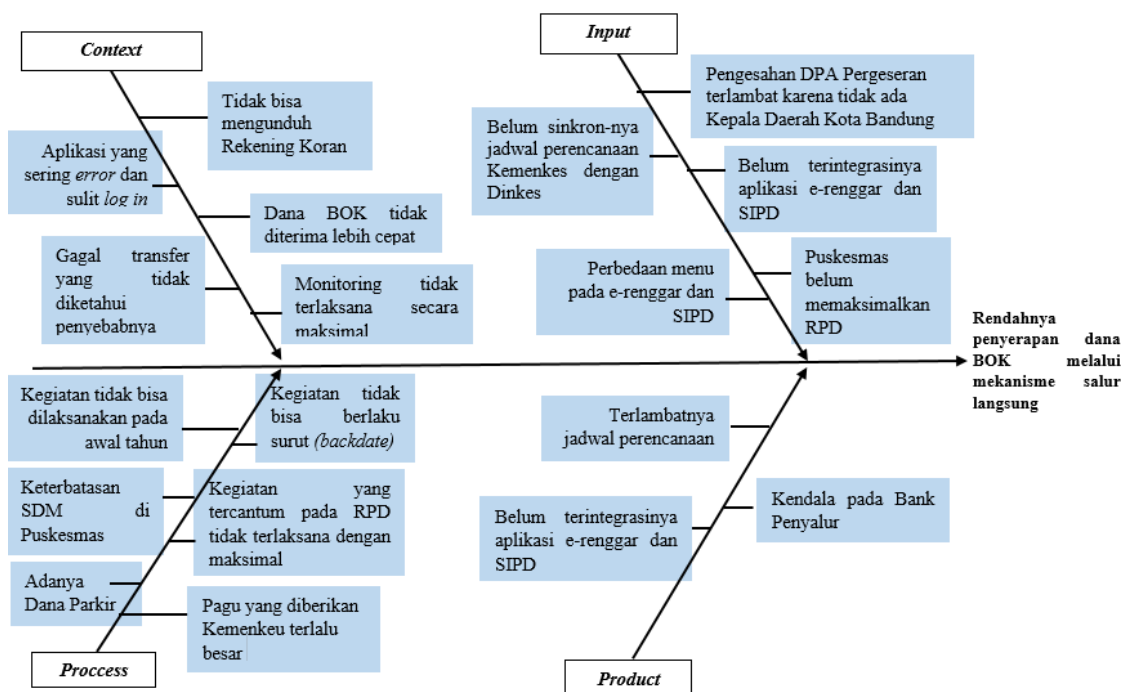 Context
Tidak bisa
mengunduh
Rekening Koran
Aplikasi yang
sering error dan
sulit log in
Dana BOK tidak
diterima lebih cepat
Gagal transfer
yang tidak
diketahui
penyebabnya
Monitoring tidak
terlaksana secara
maksimal
Input
Pengesahan DPA Pergeseran
terlambat karena tidak ada
Kepala Daerah Kota Bandung
Belum sinkron-nya
jadwal perencanaan
Kemenkes dengan
Dinkes
Belum terintegrasinya
aplikasi e-renggar dan
SIPD
Perbedaan menu
pada e-renggar dan
SIPD
Puskesmas
belum
memaksimalkan
RPD
Rendahnya
penyerapan dana
BOK melalui
mekanisme salur
langsung
Kegiatan tidak bisa
dilaksanakan pada
awal tahun
Kegiatan tidak
bisa berlaku
surut (backdate)
Keterbatasan
SDM di
Puskesmas
Kegiatan yang
tercantum pada RPD
tidak terlaksana dengan
maksimal
Adanya
Dana Parkir
Pagu yang diberikan
Kemenkeu terlalu
besar
Proccess
Terlambatnya
jadwal perencanaan
Kendala pada Bank
Penyalur
Belum terintegrasinya
aplikasi e-renggar dan
SIPD
Product